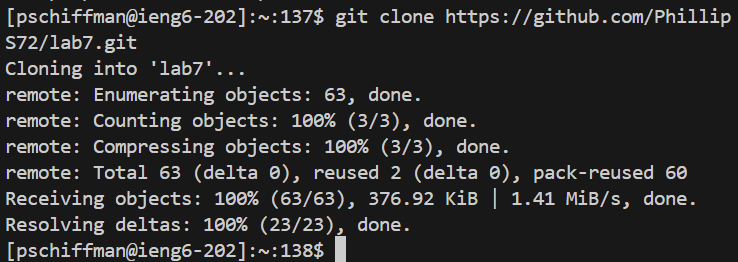 [pschiffman@ieng6-202]:~:137$ git clone https://github.com/Phillip
S72/lab7.git
Cloning into 'lab7'...
remote: Enumerating objects: 63, done.
remote: Counting objects: 100% (3/3), done.
remote: Compressing objects: 100% (3/3), done.
remote: Total 63 (delta 0), reused 2 (delta 0), pack-reused 60
Receiving objects: 100% (63/63), 376.92 KiB | 1.41 MiB/s, done.
Resolving deltas: 100% (23/23), done.
[pschiffman@ieng6-202]:~:138$